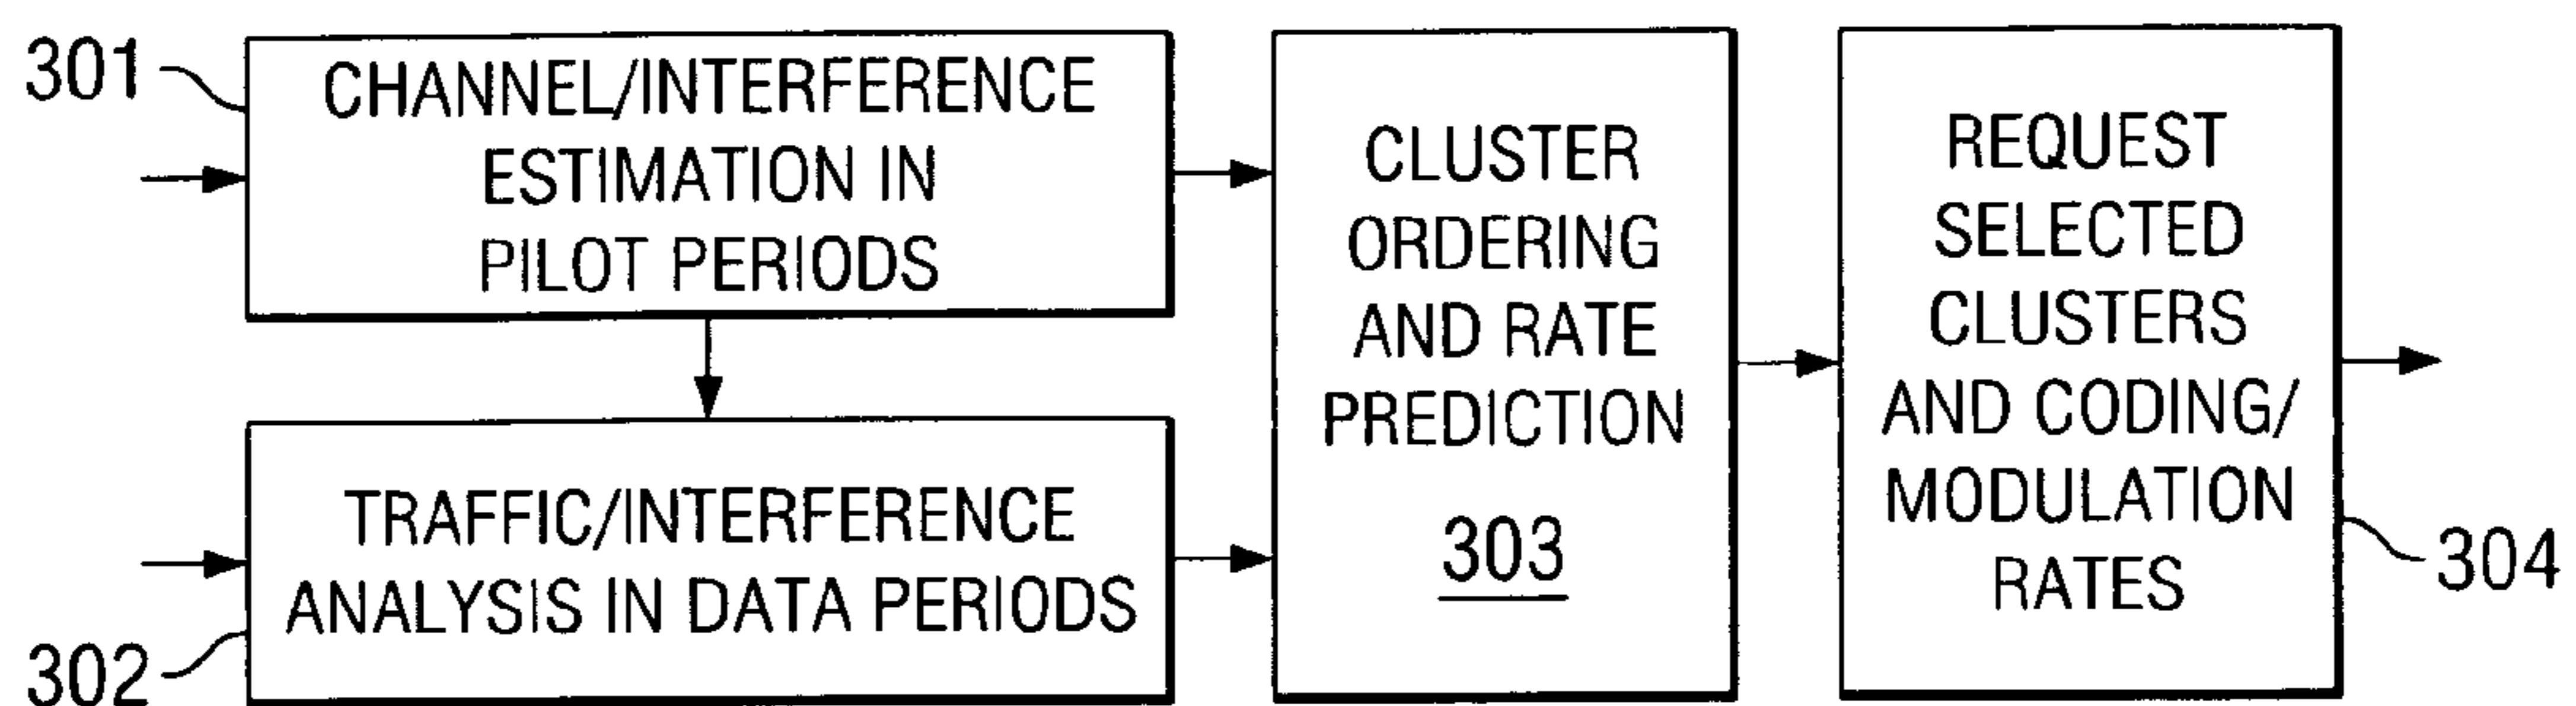 301
CHANNEL/INTERFERENCE
ESTIMATION IN
PILOT PERIODS
302
TRAFFIC/INTERFERENCE
ANALYSIS IN DATA PERIODS
CLUSTER
ORDERING
AND RATE
PREDICTION
303
REQUEST
SELECTED
CLUSTERS
AND CODING/
MODULATION
RATES
304